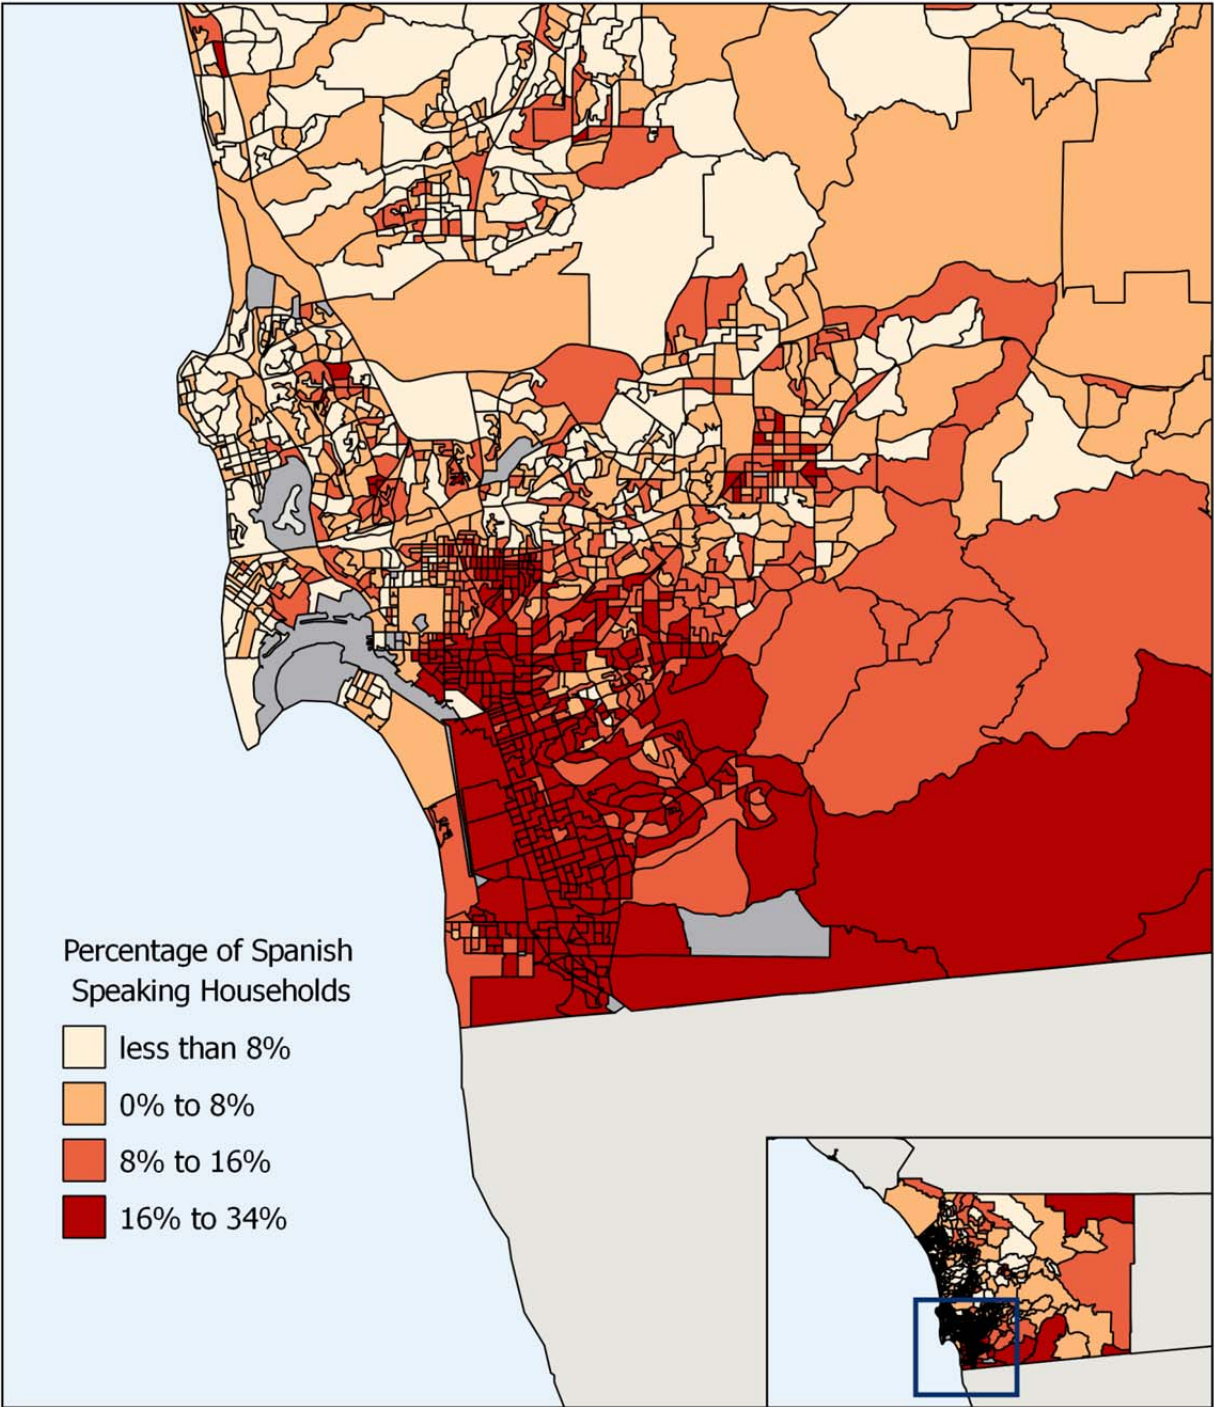 Percentage of Spanish
Speaking Households
less than 8%
0% to 8%
8% to 16%
16% to 34%